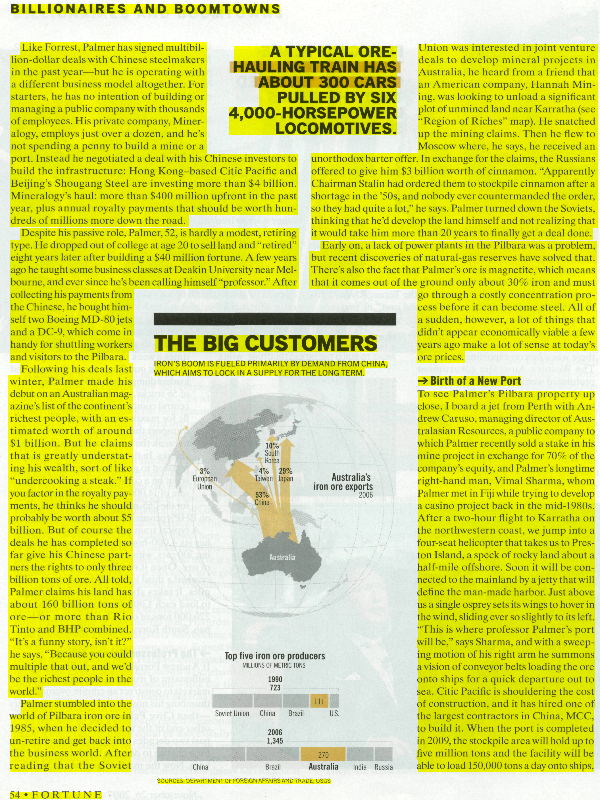 BILLIONAIRES AND BOOMTOWNS
Like Forrest, Palmer has signed multibil-
lion-dollar deals with Chinese steelmakers
in the past year—but he is operating with
a different business model altogether. For
starters, he has no intention of building or
managing a public company with thousands
of employees. His private company, Miner-
alogy, employs just over a dozen, and he's
not spending a penny to build a mine or a
port. Instead he negotiated a deal with his Chinese investors to
build the infrastructure: Hong Kong–based Citic Pacific and
Beijing's Shougang Steel are investing more than $4 billion.
Mineralogy's haul: more than $400 million upfront in the past
year, plus annual royalty payments that should be worth hun-
dreds of millions more down the road.
Despite his passive role, Palmer, 52, is hardly a modest, retiring
type. He dropped out of college at age 20 to sell land and "retired"
eight years later after building a $40 million fortune. A few years
ago he taught some business classes at Deakin University near Mel-
bourne, and ever since he's been calling himself "professor." After
collecting his payments from
the Chinese, he bought him-
self two Boeing MD-80 jets
and a DC-9, which come in
handy for shuttling workers
and visitors to the Pilbara.
Following his deals last
winter, Palmer made his
debut on an Australian mag-
azine's list of the continent's
richest people, with an es-
timated worth of around
$1 billion. But he claims
that is greatly understat-
ing his wealth, sort of like
"undercooking a steak." If
you factor in the royalty pay-
ments, he thinks he should
probably be worth about $5
billion. But of course the
deals he has completed so
far give his Chinese part-
ners the rights to only three
billion tons of ore. All told,
Palmer claims his land has
about 160 billion tons of
ore—or more than Rio
Tinto and BHP combined.
"It's a funny story, isn't it?"
he says. "Because you could
multiple that out, and we'd
be the richest people in the
world."
Palmer stumbled into the
world of Pilbara iron ore in
1985, when he decided to
un-retire and get back into
the business world. After
reading that the Soviet
A TYPICAL ORE-
HAULING TRAIN HAS
ABOUT 300 CARS
PULLED BY SIX
4,000-HORSEPOWER
LOCOMOTIVES.
Union was interested in joint venture
deals to develop mineral projects in
Australia, he heard from a friend that
an American company, Hannah Min-
ing, was looking to unload a significant
plot of unmined land near Karratha (see
"Region of Riches" map). He snatched
up the mining claims. Then he flew to
Moscow where, he says, he received an
unorthodox barter offer. In exchange for the claims, the Russians
offered to give him $3 billion worth of cinnamon. "Apparently
Chairman Stalin had ordered them to stockpile cinnamon after a
shortage in the '50s, and nobody ever countermanded the order,
so they had quite a lot," he says. Palmer turned down the Soviets,
thinking that he'd develop the land himself and not realizing that
it would take him more than 20 years to finally get a deal done.
Early on, a lack of power plants in the Pilbara was a problem,
but recent discoveries of natural-gas reserves have solved that.
There's also the fact that Palmer's ore is magnetite, which means
that it comes out of the ground only about 30% iron and must
go through a costly concentration pro-
cess before it can become steel. All of
a sudden, however, a lot of things that
didn't appear economically viable a few
years ago make a lot of sense at today's
ore prices.
→ Birth of a New Port
To see Palmer's Pilbara property up
close, I board a jet from Perth with An-
drew Caruso, managing director of Aus-
tralasian Resources, a public company to
which Palmer recently sold a stake in his
mine project in exchange for 70% of the
company's equity, and Palmer's longtime
right-hand man, Vimal Sharma, whom
Palmer met in Fiji while trying to develop
a casino project back in the mid-1980s.
After a two-hour flight to Karratha on
the northwestern coast, we jump into a
four-seat helicopter that takes us to Pres-
ton Island, a speck of rocky land about a
half-mile offshore. Soon it will be con-
nected to the mainland by a jetty that will
define the man-made harbor. Just above
us a single osprey sets its wings to hover in
the wind, sliding ever so slightly to its left.
"This is where professor Palmer's port
will be," says Sharma, and with a sweep-
ing motion of his right arm he summons
a vision of conveyor belts loading the ore
onto ships for a quick departure out to
sea. Citic Pacific is shouldering the cost
of construction, and it has hired one of
the largest contractors in China, MCC,
to build it. When the port is completed
in 2009, the stockpile area will hold up to
five million tons and the facility will be
able to load 150,000 tons a day onto ships.
THE BIG CUSTOMERS
IRON'S BOOM IS FUELED PRIMARILY BY DEMAND FROM CHINA,
WHICH AIMS TO LOCK IN A SUPPLY FOR THE LONG TERM.
10%
South
Korea
3%
European
Union
4%
Taiwan
29%
Japan
53%
China
Australia's
iron ore exports
2006
Australia
Top five iron ore producers
MILLIONS OF METRIC TONS
1990
723
111
Soviet Union China Brazil U.S.
2006
1,345
270
China Brazil Australia India Russia
SOURCES: DEPARTMENT OF FOREIGN AFFAIRS AND TRADE; USGS
54 • FORTUNE